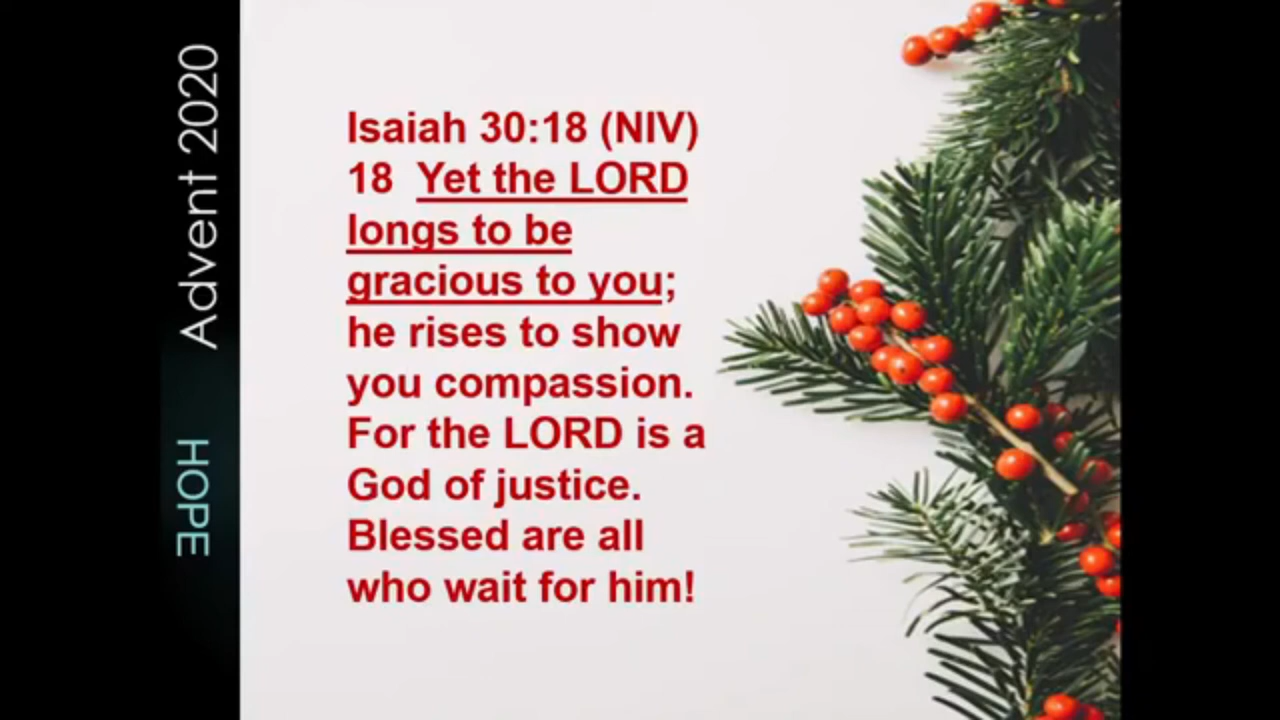 Advent 2020
HOPE
Isaiah 30:18 (NIV)
18 Yet the LORD
longs to be
gracious to you;
he rises to show
you compassion.
For the LORD is a
God of justice.
Blessed are all
who wait for him!